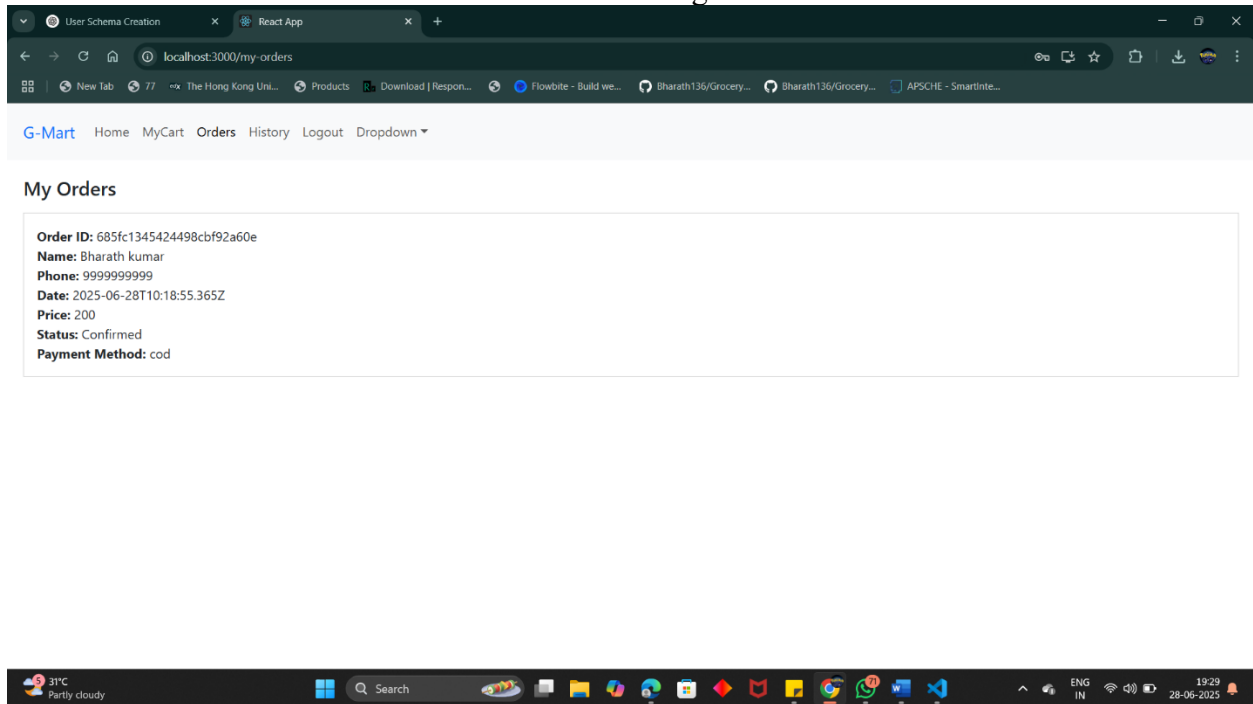 User Schema Creation
React App
localhost:3000/my-orders
New Tab
77
The Hong Kong Uni...
Products
Download | Respon...
Flowbite - Build we...
Bharath136/Grocery...
Bharath136/Grocery...
APSCHE - SmartInte...
G-Mart Home MyCart Orders History Logout Dropdown
My Orders
Order ID: 685fc1345424498cbf92a60e
Name: Bharath kumar
Phone: 9999999999
Date: 2025-06-28T10:18:55.365Z
Price: 200
Status: Confirmed
Payment Method: cod
5
31°C
Partly cloudy
Search
71
ENG
IN
19:29
28-06-2025